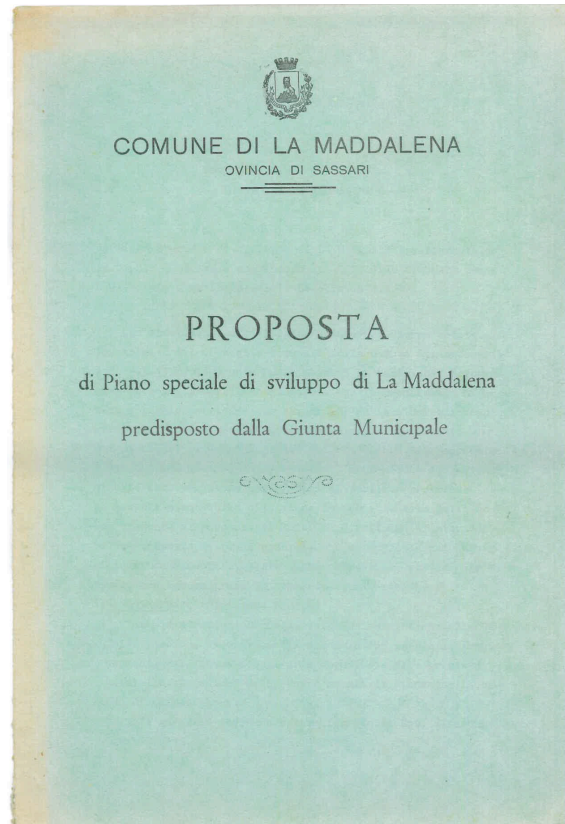 COMUNE DI LA MADDALENA
OVINCIA DI SASSARI
PROPOSTA
di Piano speciale di sviluppo di La Maddalena
predisposto dalla Giunta Municipale